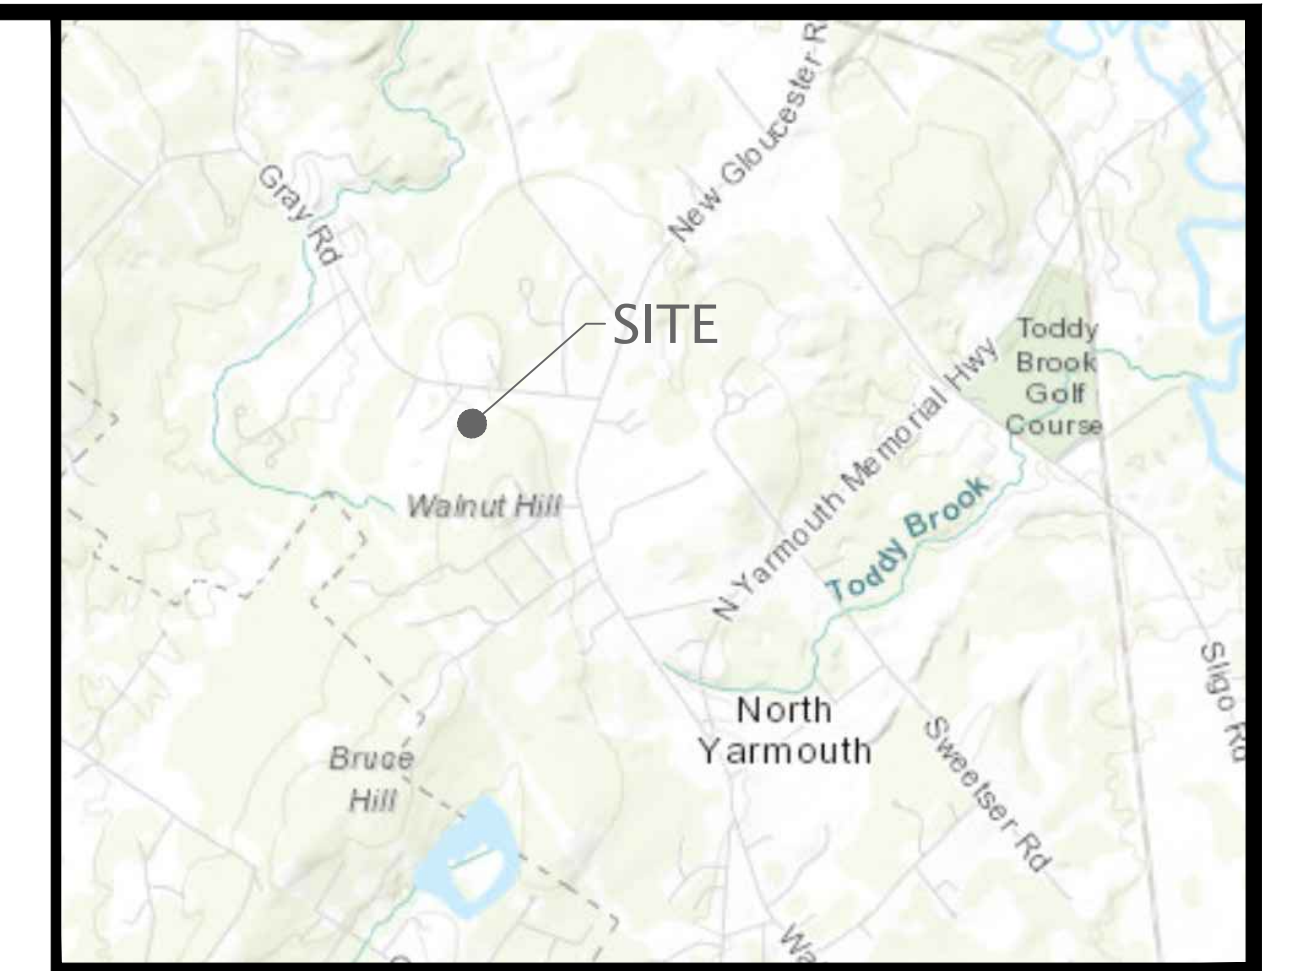 New Gloucester R
Gray Rd
SITE
Toddy
Brook
Golf
Course
N Yarmouth Memorial Hwy
Walnut Hill
Toddy Brook
Sligo Rd
North
Yarmouth
Sweetser Rd
Bruce
Hill
Wa